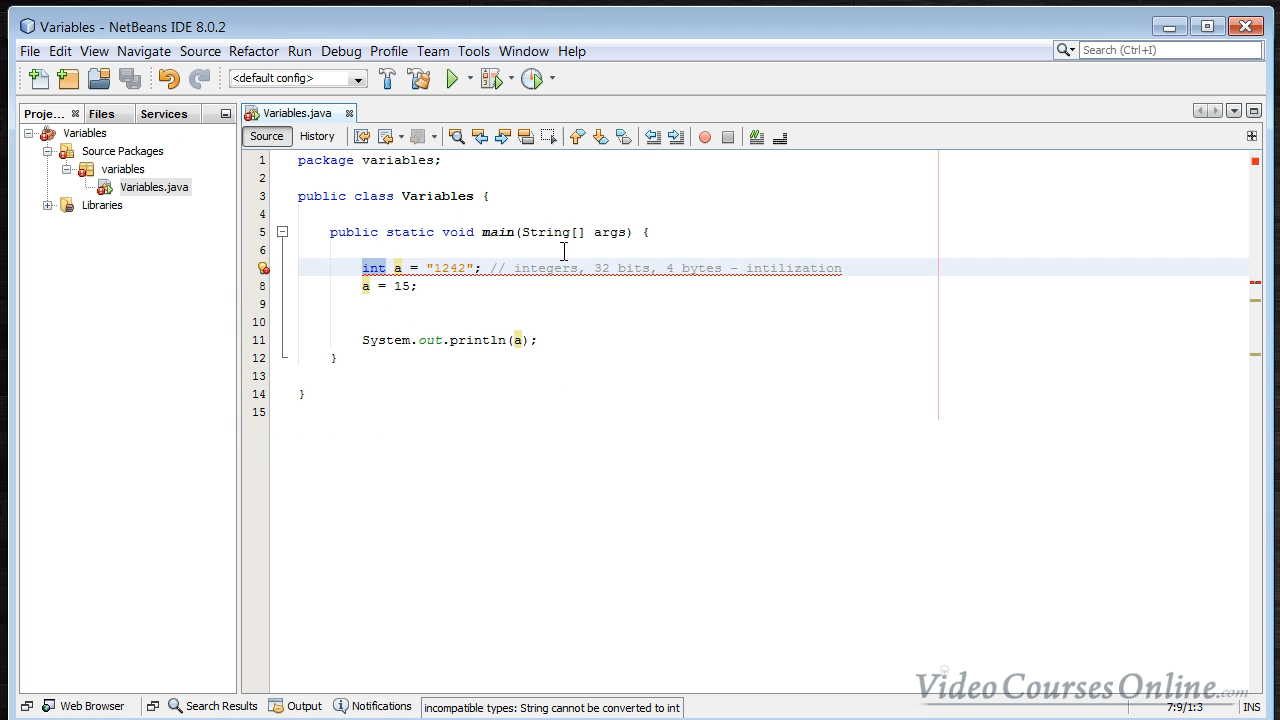 Variables - NetBeans IDE 8.0.2
File Edit View Navigate Source Refactor Run Debug Profile Team Tools Window Help
Search (Ctrl+I)
<default config>
Proje... Files Services
Variables.java
Variables
Source Packages
variables
Variables.java
Libraries
Source History
1 package variables;
2
3 public class Variables {
4
5 public static void main(String[] args) {
6
int a = "1242"; // integers, 32 bits, 4 bytes - intilization
8 a = 15;
9
10
11 System.out.println(a);
12 }
13
14 }
15
VideoCoursesOnline.com
Web Browser Search Results Output Notifications
incompatible types: String cannot be converted to int
7:9/1:3 INS